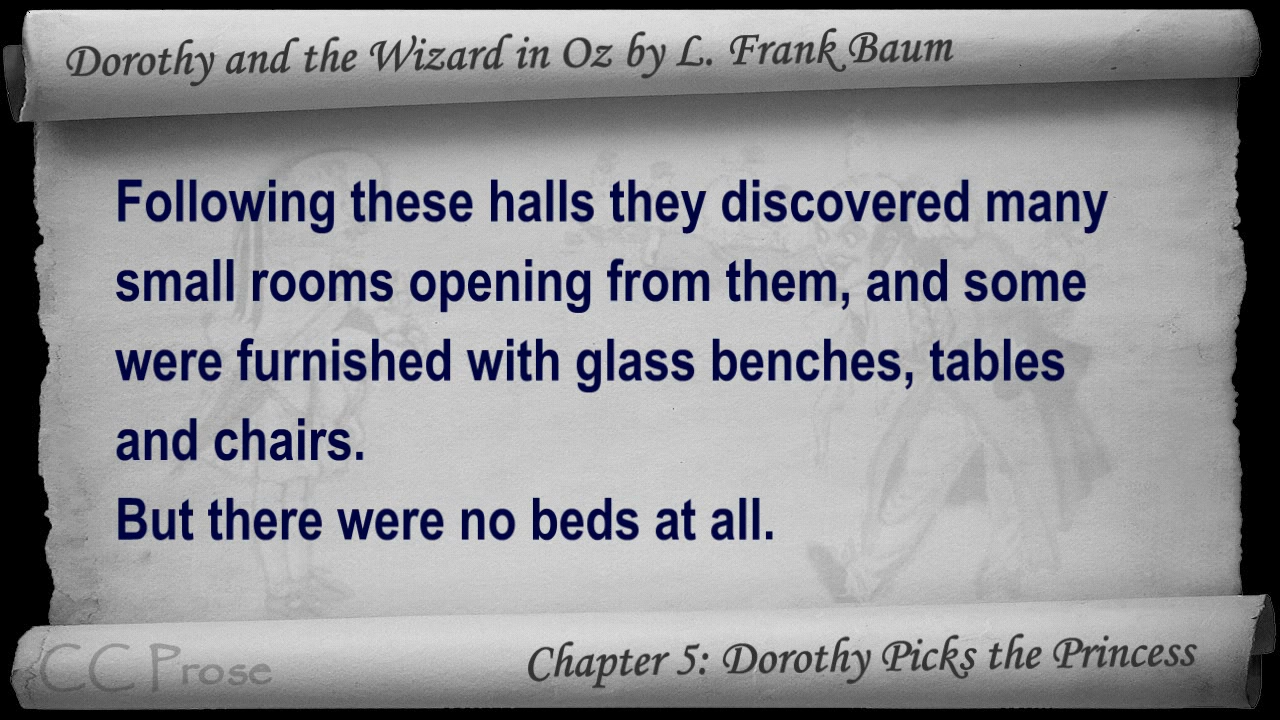 Dorothy and the Wizard in Oz by L. Frank Baum
Following these halls they discovered many
small rooms opening from them, and some
were furnished with glass benches, tables
and chairs.
But there were no beds at all.
CC Prose
Chapter 5: Dorothy Picks the Princess